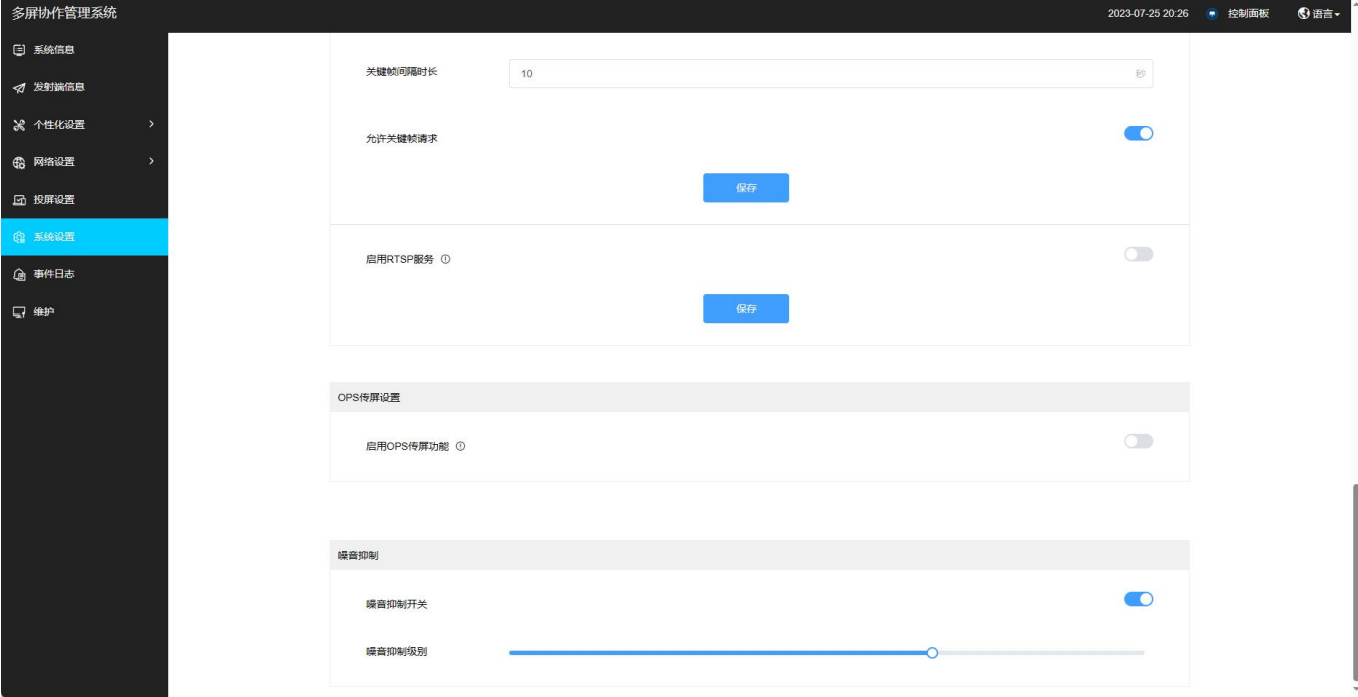 多屏协作管理系统
2023-07-25 20:26 控制面板 语言
系统信息
发射端信息
个性化设置
网络设置
投屏设置
系统设置
事件日志
维护
关键帧间隔时长 10 秒
允许关键帧请求
保存
启用RTSP服务
保存
OPS传屏设置
启用OPS传屏功能
噪音抑制
噪音抑制开关
噪音抑制级别